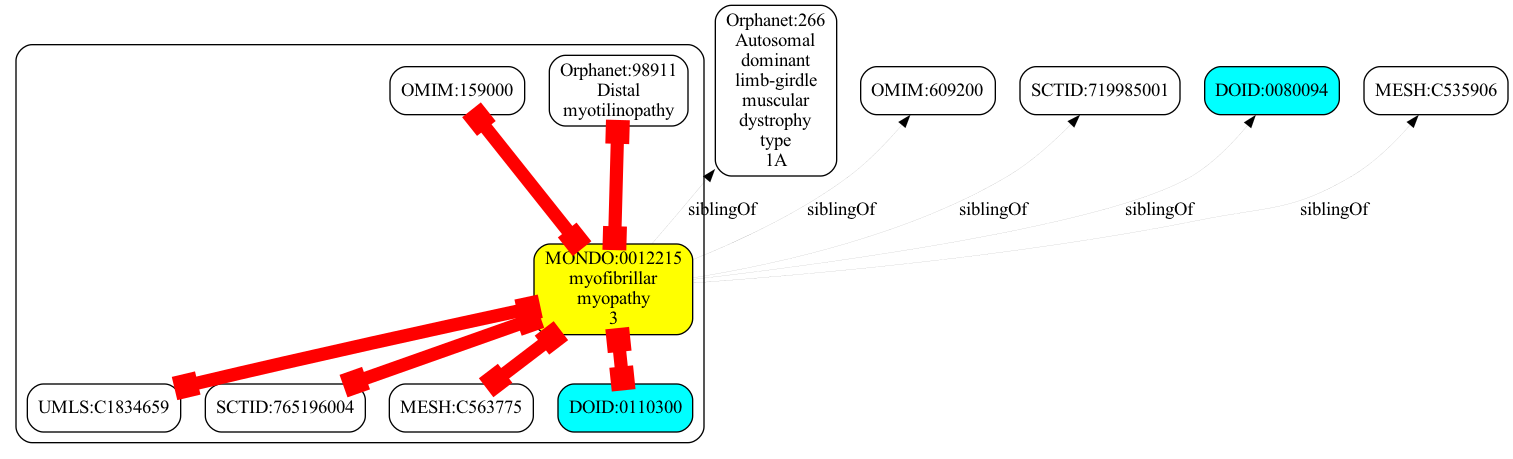 Orphanet:266
Autosomal
dominant
limb-girdle
muscular
dystrophy
type
1A
OMIM:159000
Orphanet:98911
Distal
myotilinopathy
OMIM:609200
SCTID:719985001
DOID:0080094
MESH:C535906
siblingOf
siblingOf
siblingOf
siblingOf
siblingOf
MONDO:0012215
myofibrillar
myopathy
3
UMLS:C1834659
SCTID:765196004
MESH:C563775
DOID:0110300